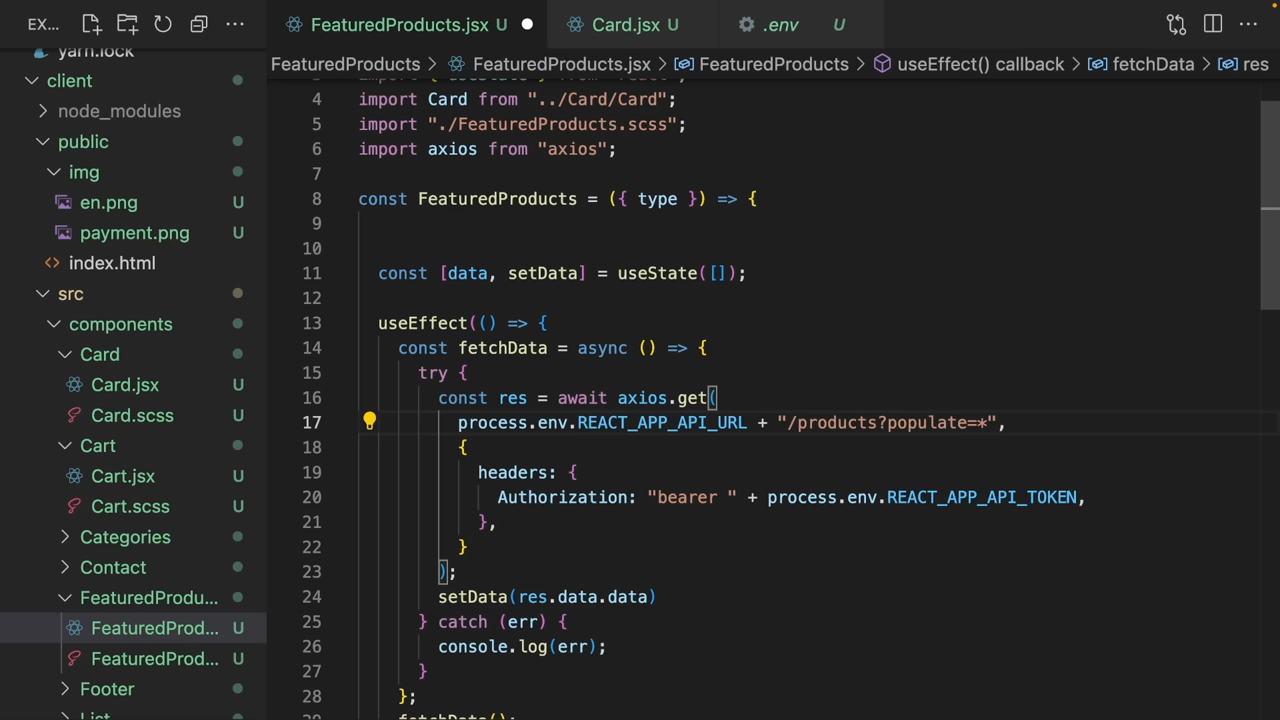 EX...
FeaturedProducts.jsx U
Card.jsx U
.env U
FeaturedProducts > FeaturedProducts.jsx > FeaturedProducts > useEffect() callback > fetchData > res
yarn.lock
client
node_modules
public
img
en.png U
payment.png U
index.html
src
components
Card
Card.jsx U
Card.scss U
Cart
Cart.jsx U
Cart.scss U
Categories
Contact
FeaturedProdu...
FeaturedProd... U
FeaturedProd... U
Footer
List
4 import Card from "../Card/Card";
5 import "./FeaturedProducts.scss";
6 import axios from "axios";
7
8 const FeaturedProducts = ({ type }) => {
9
10
11 const [data, setData] = useState([]);
12
13 useEffect(() => {
14 const fetchData = async () => {
15 try {
16 const res = await axios.get(
17 process.env.REACT_APP_API_URL + "/products?populate=*",
18 {
19 headers: {
20 Authorization: "bearer " + process.env.REACT_APP_API_TOKEN,
21 },
22 }
23 );
24 setData(res.data.data)
25 } catch (err) {
26 console.log(err);
27 }
28 };
fetchData();